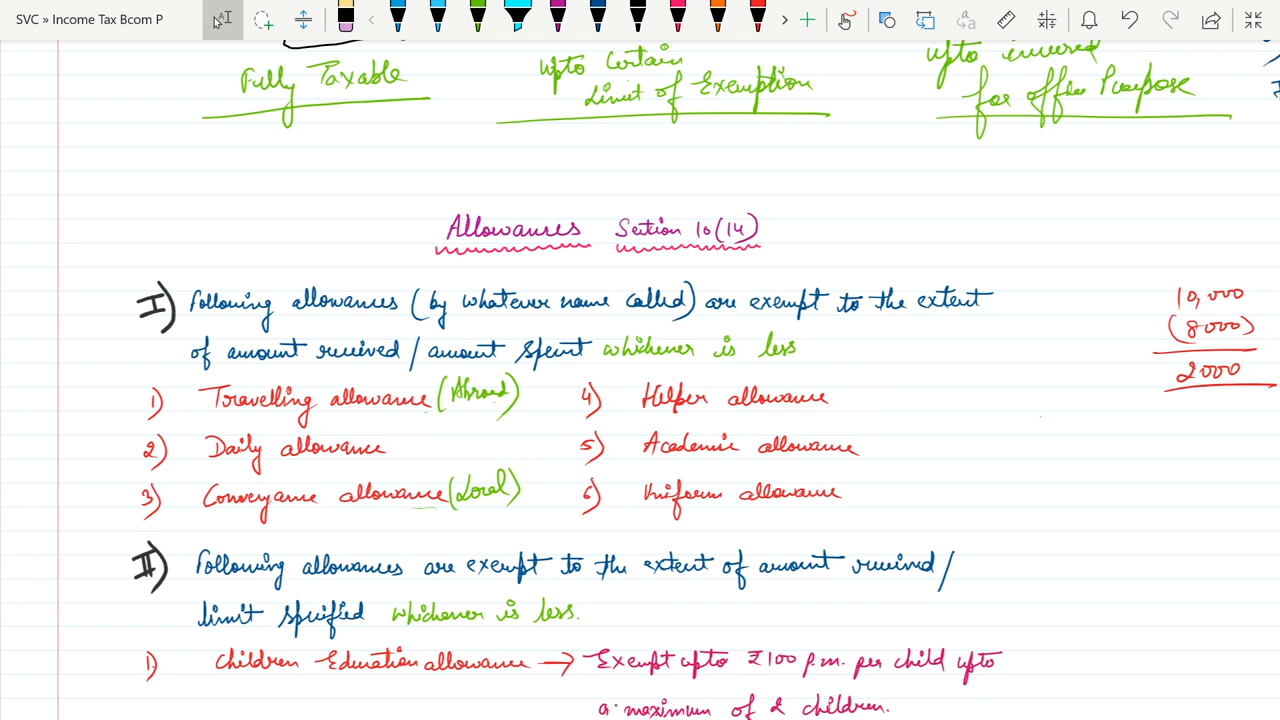 SVC » Income Tax Bcom P
Fully Taxable
upto Certain
Limit of Exemption
upto incurred
for office Purpose
Allowances Section 10(14)
I) Following allowances (by whatever name called) are exempt to the extent
of amount received / amount spent whichever is less
10,000
(8000)
2000
1) Travelling allowance (Abroad)
2) Daily allowance
3) Conveyance allowance (Local)
4) Helper allowance
5) Academic allowance
6) Uniform allowance
II) Following allowances are exempt to the extent of amount received /
limit specified whichever is less.
1) Children Education allowance → Exempt upto ₹100 p.m. per child upto
a maximum of 2 children.